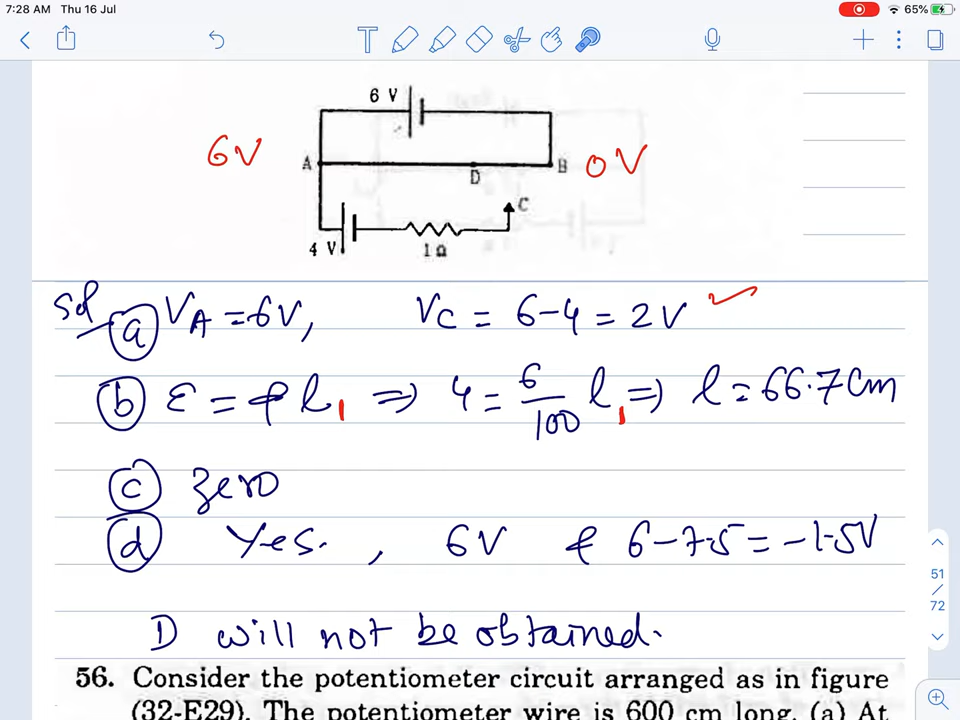 7:28 AM Thu 16 Jul 65%
6 V
6V A D B 0V
C
4 V 1 Ω
Sol (a) V_A = 6V, V_C = 6-4 = 2V ✓
(b) ε = φ l₁ ⇒ 4 = 6/100 l₁ ⇒ l = 66.7 cm
(c) zero
(d) Yes. , 6V & 6-7.5 = -1.5V
51
/
72
D will not be obtained.
56. Consider the potentiometer circuit arranged as in figure
(32-E29). The potentiometer wire is 600 cm long. (a) At